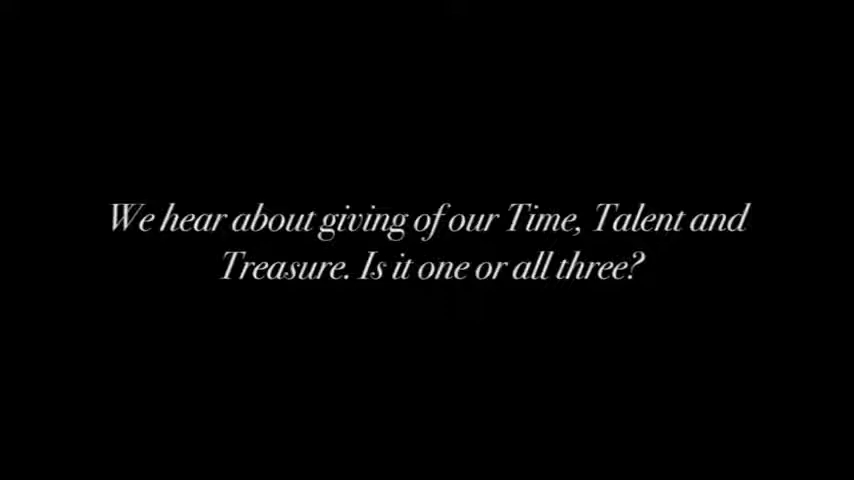 We hear about giving of our Time, Talent and
Treasure. Is it one or all three?